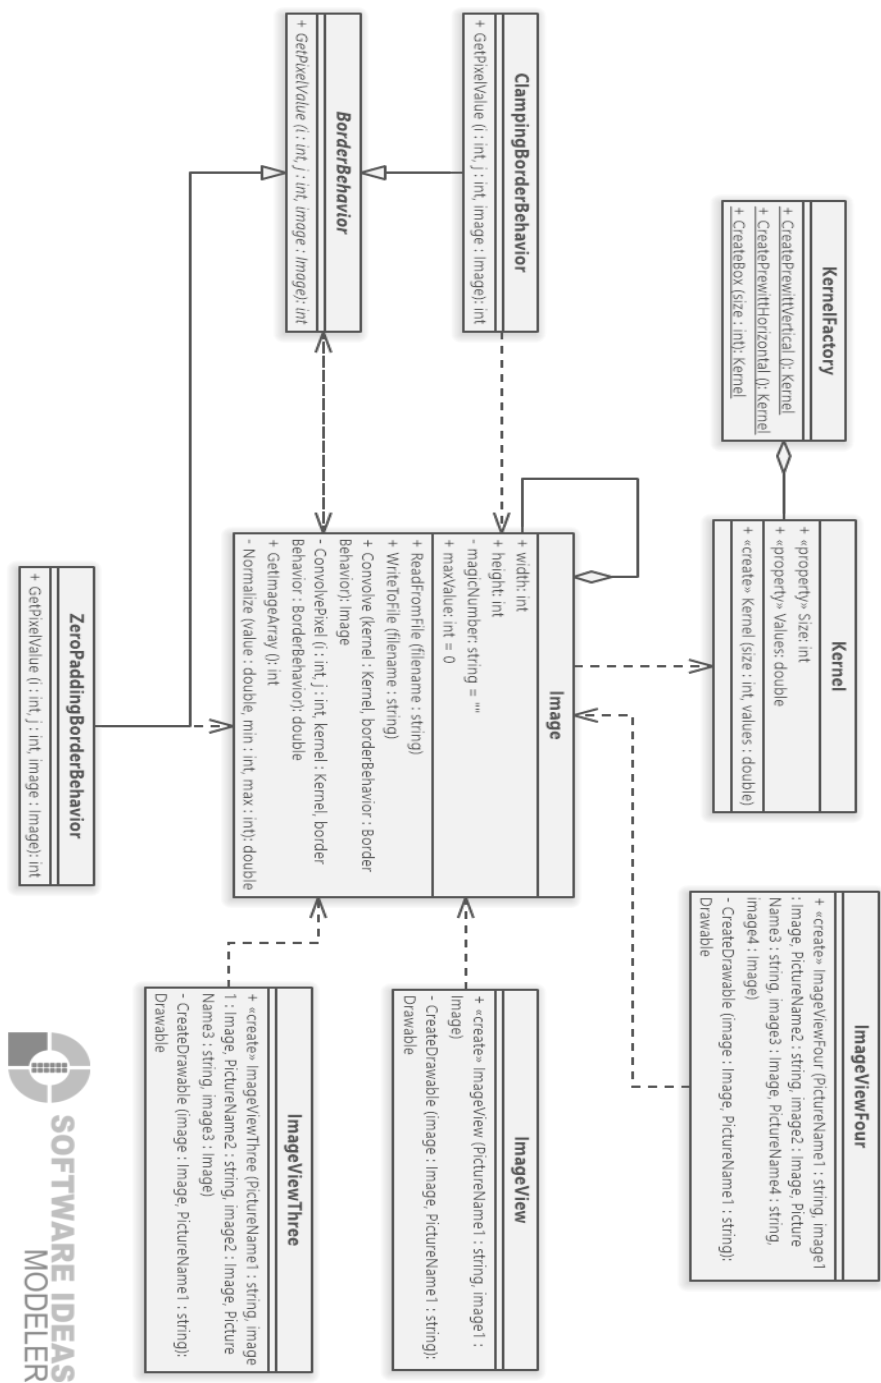 KernelFactory
+ CreatePrewittVertical (): Kernel
+ CreatePrewittHorizontal (): Kernel
+ CreateBox (size : int): Kernel
Kernel
+ «property» Size: int
+ «property» Values: double
+ «create» Kernel (size : int, values : double)
ImageViewFour
+ «create» ImageViewFour (PictureName1 : string, image1
: Image, PictureName2 : string, image2 : Image, Picture
Name3 : string, image3 : Image, PictureName4 : string,
image4 : Image)
- CreateDrawable (image : Image, PictureName1 : string):
Drawable
ClampingBorderBehavior
+ GetPixelValue (i : int, j : int, image : Image): int
BorderBehavior
+ GetPixelValue (i : int, j : int, image : Image): int
Image
+ width: int
+ height: int
- magicNumber: string = ""
+ maxValue: int = 0
+ ReadFromFile (filename : string)
+ WriteToFile (filename : string)
+ Convolve (kernel : Kernel, borderBehavior : Border
Behavior): Image
- ConvolvePixel (i : int, j : int, kernel : Kernel, border
Behavior : BorderBehavior): double
+ GetImageArray (): int
- Normalize (value : double, min : int, max : int): double
ImageView
+ «create» ImageView (PictureName1 : string, image1 :
Image)
- CreateDrawable (image : Image, PictureName1 : string):
Drawable
ImageViewThree
+ «create» ImageViewThree (PictureName1 : string, image
1 : Image, PictureName2 : string, image2 : Image, Picture
Name3 : string, image3 : Image)
- CreateDrawable (image : Image, PictureName1 : string):
Drawable
ZeroPaddingBorderBehavior
+ GetPixelValue (i : int, j : int, image : Image): int
SOFTWARE IDEAS
MODELER